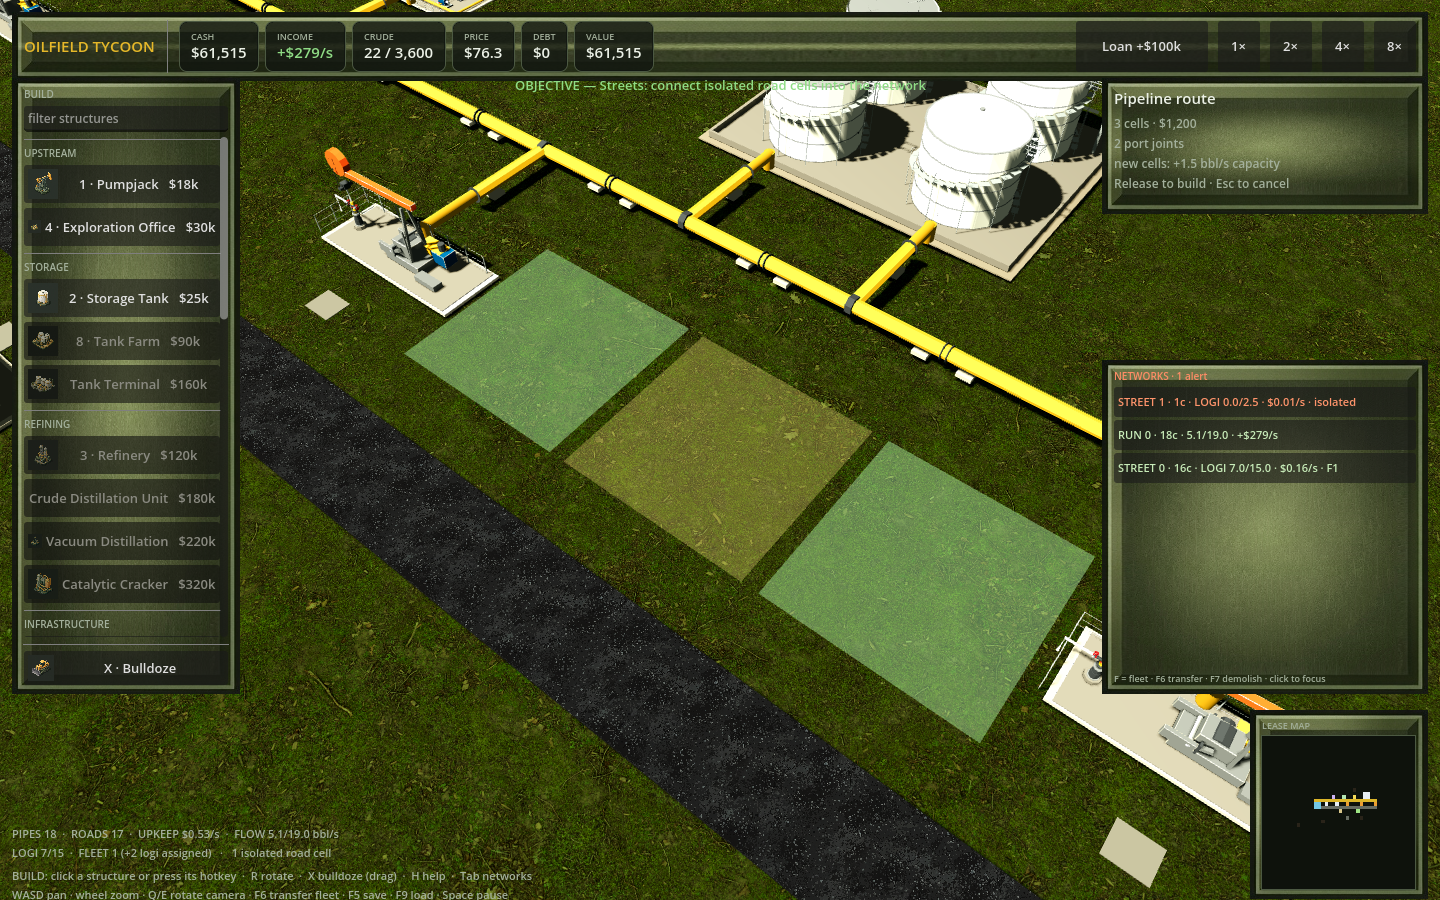 OILFIELD TYCOON
CASH
$61,515
INCOME
+$279/s
CRUDE
22 / 3,600
PRICE
$76.3
DEBT
$0
VALUE
$61,515
Loan +$100k
1×
2×
4×
8×
OBJECTIVE — Streets: connect isolated road cells into the network
BUILD
filter structures
UPSTREAM
1 · Pumpjack $18k
4 · Exploration Office $30k
STORAGE
2 · Storage Tank $25k
8 · Tank Farm $90k
Tank Terminal $160k
REFINING
3 · Refinery $120k
Crude Distillation Unit $180k
Vacuum Distillation $220k
Catalytic Cracker $320k
INFRASTRUCTURE
X · Bulldoze
Pipeline route
3 cells · $1,200
2 port joints
new cells: +1.5 bbl/s capacity
Release to build · Esc to cancel
NETWORKS · 1 alert
STREET 1 · 1c · LOGI 0.0/2.5 · $0.01/s · isolated
RUN 0 · 18c · 5.1/19.0 · +$279/s
STREET 0 · 16c · LOGI 7.0/15.0 · $0.16/s · F1
F = fleet · F6 transfer · F7 demolish · click to focus
LEASE MAP
PIPES 18 · ROADS 17 · UPKEEP $0.53/s · FLOW 5.1/19.0 bbl/s
LOGI 7/15 · FLEET 1 (+2 logi assigned) · 1 isolated road cell
BUILD: click a structure or press its hotkey · R rotate · X bulldoze (drag) · H help · Tab networks
WASD pan · wheel zoom · Q/E rotate camera · F6 transfer fleet · F5 save · F9 load · Space pause